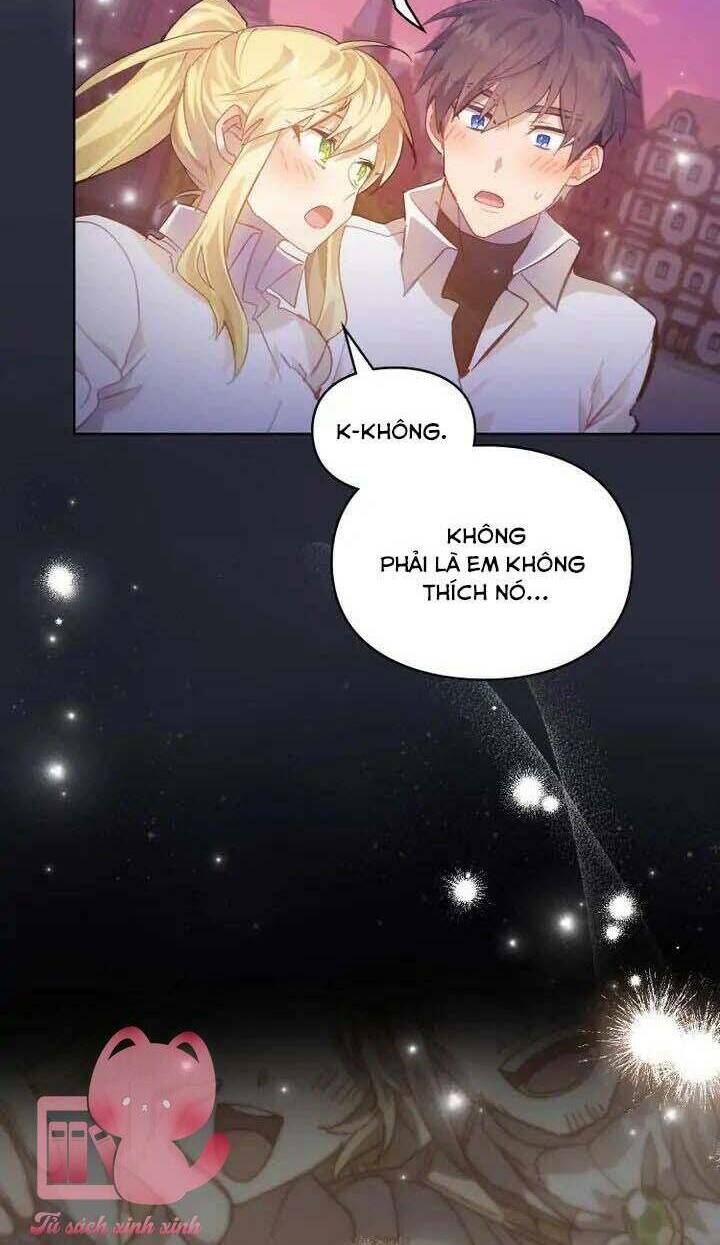 K-KHÔNG.
KHÔNG
PHẢI LÀ EM KHÔNG
THÍCH NÓ...
Tủ sách xinh xinh